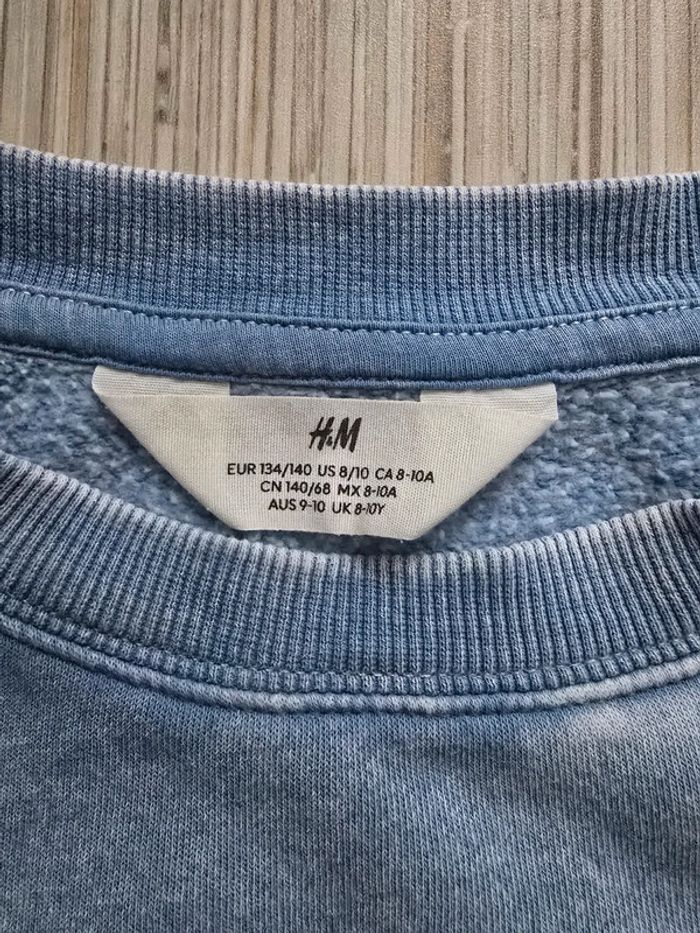 H&M
EUR 134/140 US 8/10 CA 8-10A
CN 140/68 MX 8-10A
AUS 9-10 UK 8-10Y